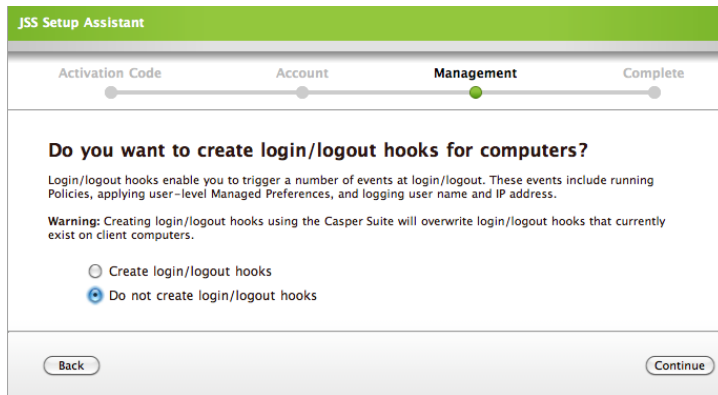 JSS Setup Assistant
Activation Code Account Management Complete
Do you want to create login/logout hooks for computers?
Login/logout hooks enable you to trigger a number of events at login/logout. These events include running
Policies, applying user-level Managed Preferences, and logging user name and IP address.
Warning: Creating login/logout hooks using the Casper Suite will overwrite login/logout hooks that currently
exist on client computers.
Create login/logout hooks
Do not create login/logout hooks
Back Continue